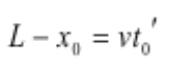 L − x₀ = vt₀′